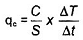 q_c = C/S × ΔT/Δt